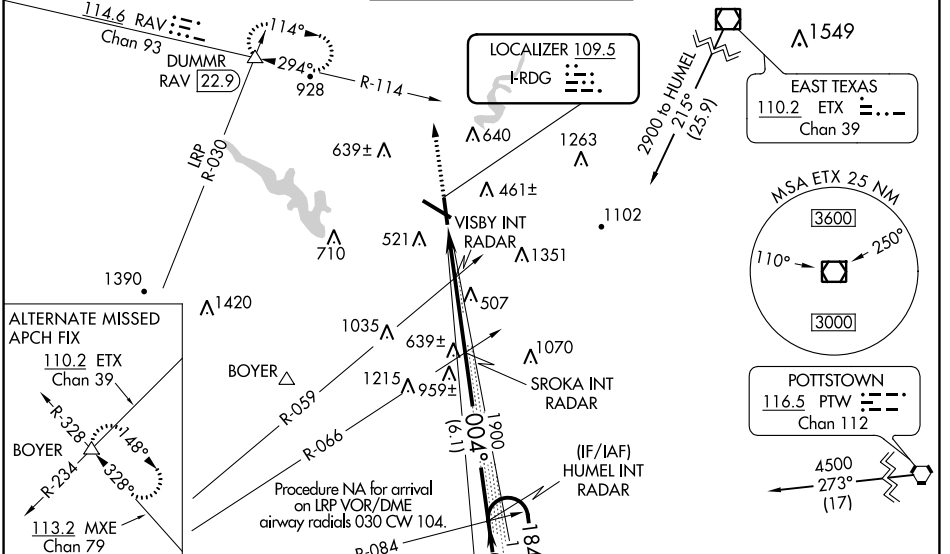 114.6 RAV
Chan 93
DUMMR
RAV 22.9
114°
294°
928
R-114
LRP
R-030
LOCALIZER 109.5
I-RDG
2900 to HUMEL
215°
(25.9)
1549
EAST TEXAS
110.2 ETX
Chan 39
639±
640
1263
461±
1102
VISBY INT
RADAR
710
521
1351
MSA ETX 25 NM
3600
110°
250°
3000
1390
1420
507
1035
639±
1070
BOYER
1215
959±
SROKA INT
RADAR
R-059
R-066
ALTERNATE MISSED
APCH FIX
110.2 ETX
Chan 39
R-328
148°
BOYER
328°
R-234
113.2 MXE
Chan 79
004°
1900
(6.1)
(IF/IAF)
HUMEL INT
RADAR
Procedure NA for arrival
on LRP VOR/DME
airway radials 030 CW 104.
R-084
184
POTTSTOWN
116.5 PTW
Chan 112
4500
273°
(17)